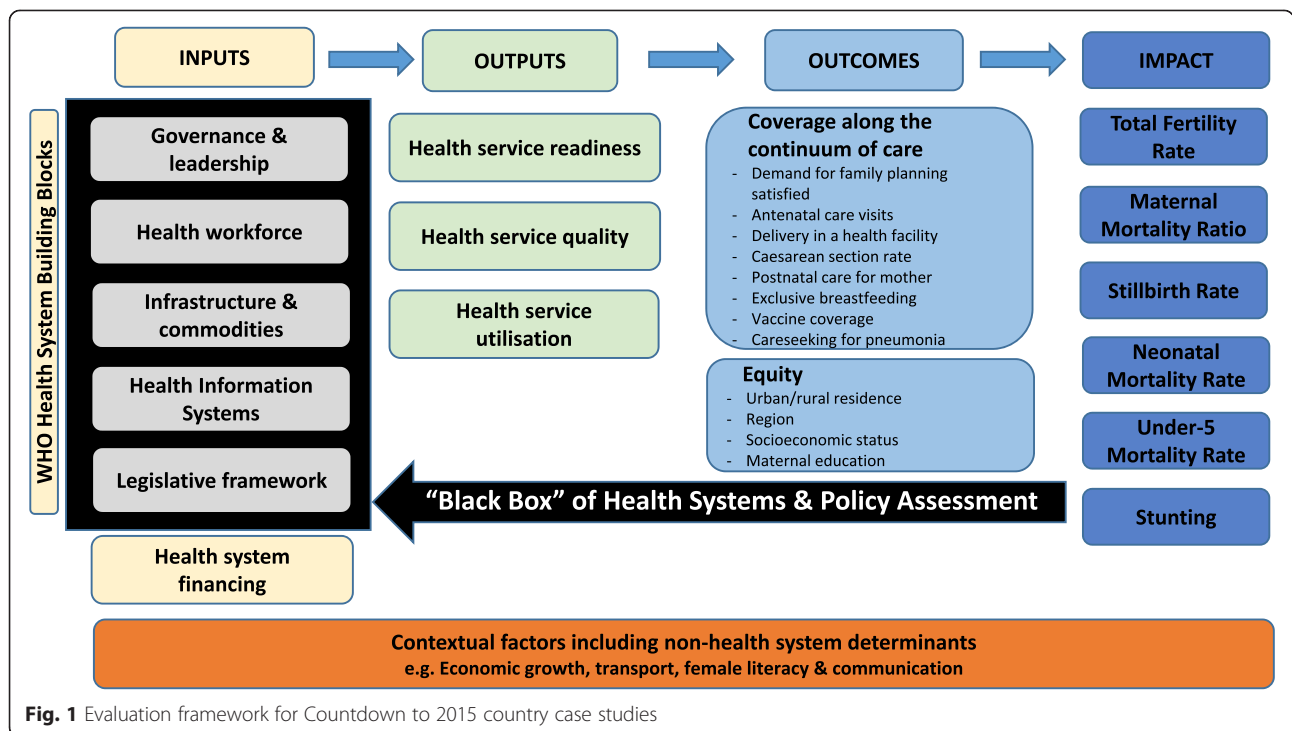 INPUTS
OUTPUTS
OUTCOMES
IMPACT
WHO Health System Building Blocks
Governance &
leadership
Health workforce
Infrastructure &
commodities
Health Information
Systems
Legislative framework
Health system
financing
Health service readiness
Health service quality
Health service
utilisation
Coverage along the
continuum of care
- Demand for family planning
satisfied
- Antenatal care visits
- Delivery in a health facility
- Caesarean section rate
- Postnatal care for mother
- Exclusive breastfeeding
- Vaccine coverage
- Careseeking for pneumonia
Equity
- Urban/rural residence
- Region
- Socioeconomic status
- Maternal education
Total Fertility
Rate
Maternal
Mortality Ratio
Stillbirth Rate
Neonatal
Mortality Rate
Under-5
Mortality Rate
Stunting
“Black Box” of Health Systems & Policy Assessment
Contextual factors including non-health system determinants
e.g. Economic growth, transport, female literacy & communication
Fig. 1 Evaluation framework for Countdown to 2015 country case studies